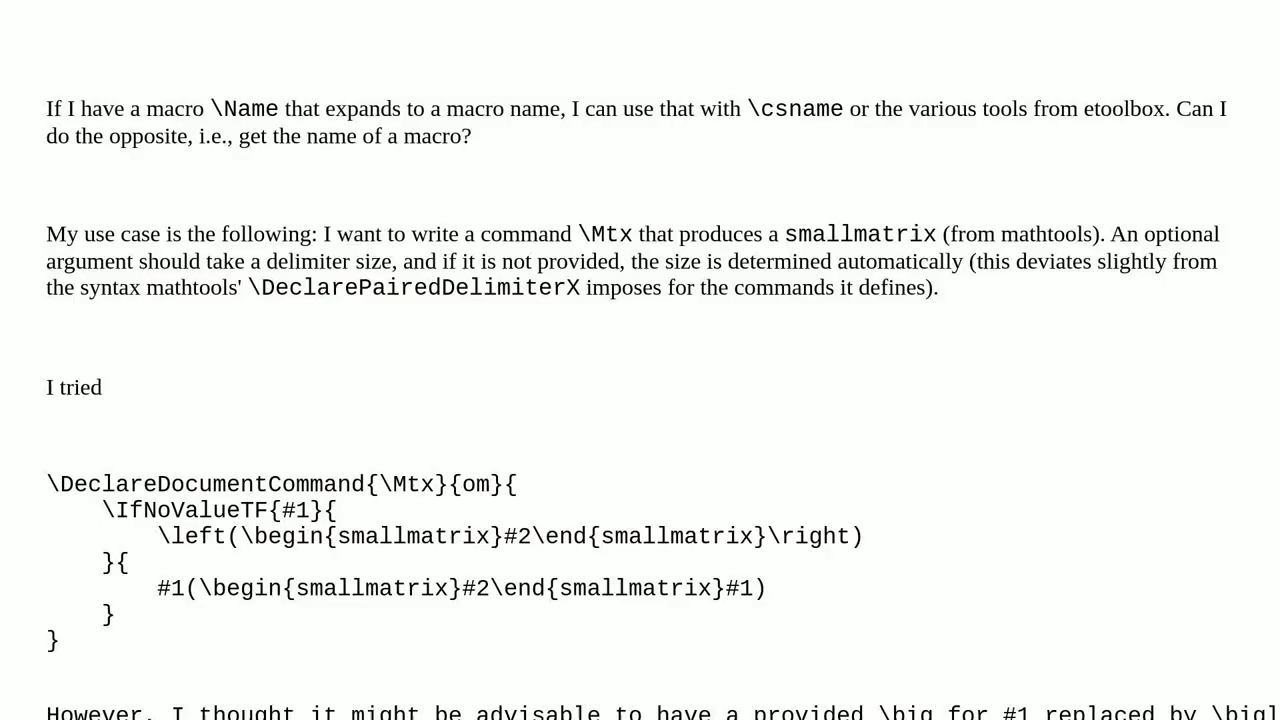 If I have a macro \Name that expands to a macro name, I can use that with \csname or the various tools from etoolbox. Can I
do the opposite, i.e., get the name of a macro?
My use case is the following: I want to write a command \Mtx that produces a smallmatrix (from mathtools). An optional
argument should take a delimiter size, and if it is not provided, the size is determined automatically (this deviates slightly from
the syntax mathtools' \DeclarePairedDelimiterX imposes for the commands it defines).
I tried
\DeclareDocumentCommand{\Mtx}{om}{
    \IfNoValueTF{#1}{
        \left(\begin{smallmatrix}#2\end{smallmatrix}\right)
    }{
        #1(\begin{smallmatrix}#2\end{smallmatrix}#1)
    }
}
However, I thought it might be advisable to have a provided \big for #1 replaced by \bigl